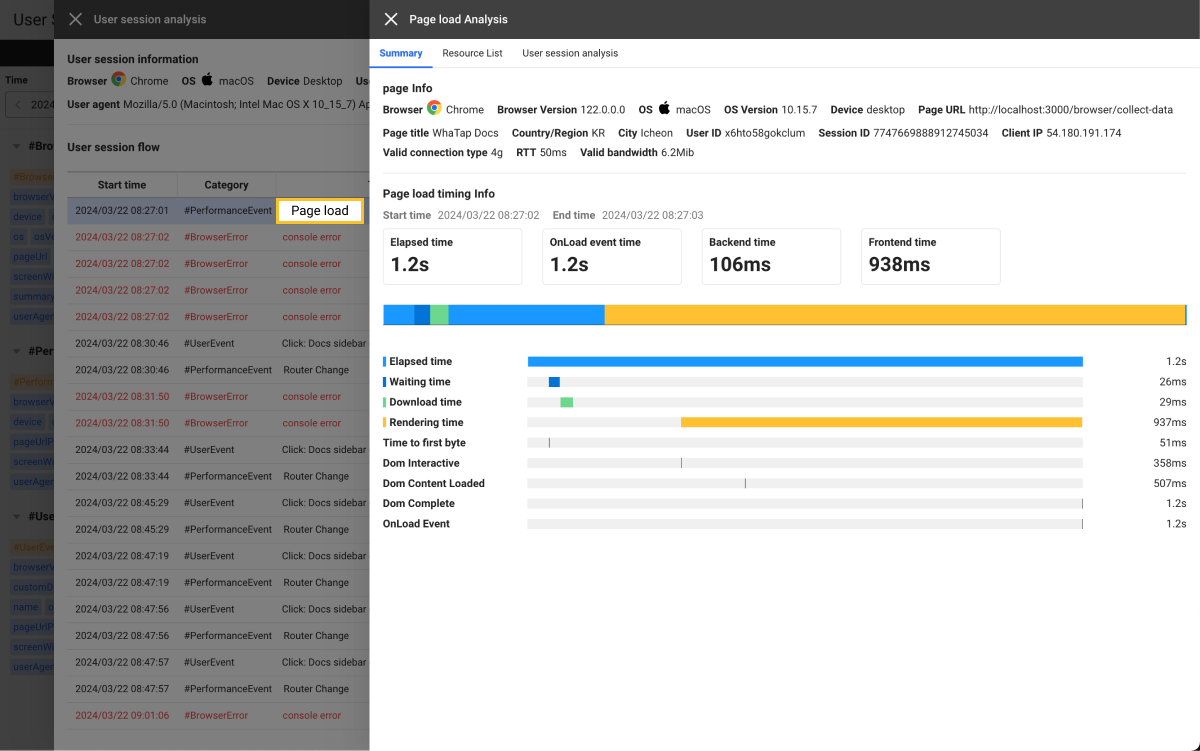 User S
User session analysis
Page load Analysis
Time
2024
User session information
Browser Chrome OS macOS Device Desktop Us
User agent Mozilla/5.0 (Macintosh; Intel Mac OS X 10_15_7) Ap
User session flow
Start time Category
2024/03/22 08:27:01 #PerformanceEvent Page load
2024/03/22 08:27:02 #BrowserError console error
2024/03/22 08:27:02 #BrowserError console error
2024/03/22 08:27:02 #BrowserError console error
2024/03/22 08:27:02 #BrowserError console error
2024/03/22 08:30:46 #UserEvent Click: Docs sidebar
2024/03/22 08:30:46 #PerformanceEvent Router Change
2024/03/22 08:31:50 #BrowserError console error
2024/03/22 08:31:50 #BrowserError console error
2024/03/22 08:33:44 #UserEvent Click: Docs sidebar
2024/03/22 08:33:44 #PerformanceEvent Router Change
2024/03/22 08:45:29 #UserEvent Click: Docs sidebar
2024/03/22 08:45:29 #PerformanceEvent Router Change
2024/03/22 08:47:19 #UserEvent Click: Docs sidebar
2024/03/22 08:47:19 #PerformanceEvent Router Change
2024/03/22 08:47:56 #UserEvent Click: Docs sidebar
2024/03/22 08:47:56 #PerformanceEvent Router Change
2024/03/22 08:47:57 #UserEvent Click: Docs sidebar
2024/03/22 08:47:57 #PerformanceEvent Router Change
2024/03/22 09:01:06 #BrowserError console error
#Bro
#Browser
browserV
device
os osVe
pageUrl
screenWi
summary
userAgen
#Per
#Perform
browserV
device
pageUrlP
screenWi
userAgen
#Use
#UserEve
browserV
customD
name o
pageUrlP
screenWi
userAgen
Summary Resource List User session analysis
page Info
Browser Chrome Browser Version 122.0.0.0 OS macOS OS Version 10.15.7 Device desktop Page URL http://localhost:3000/browser/collect-data
Page title WhaTap Docs Country/Region KR City Icheon User ID x6hto58gokclum Session ID 7747669888912745034 Client IP 54.180.191.174
Valid connection type 4g RTT 50ms Valid bandwidth 6.2Mib
Page load timing Info
Start time 2024/03/22 08:27:02 End time 2024/03/22 08:27:03
Elapsed time OnLoad event time Backend time Frontend time
1.2s 1.2s 106ms 938ms
Elapsed time 1.2s
Waiting time 26ms
Download time 29ms
Rendering time 937ms
Time to first byte 51ms
Dom Interactive 358ms
Dom Content Loaded 507ms
Dom Complete 1.2s
OnLoad Event 1.2s